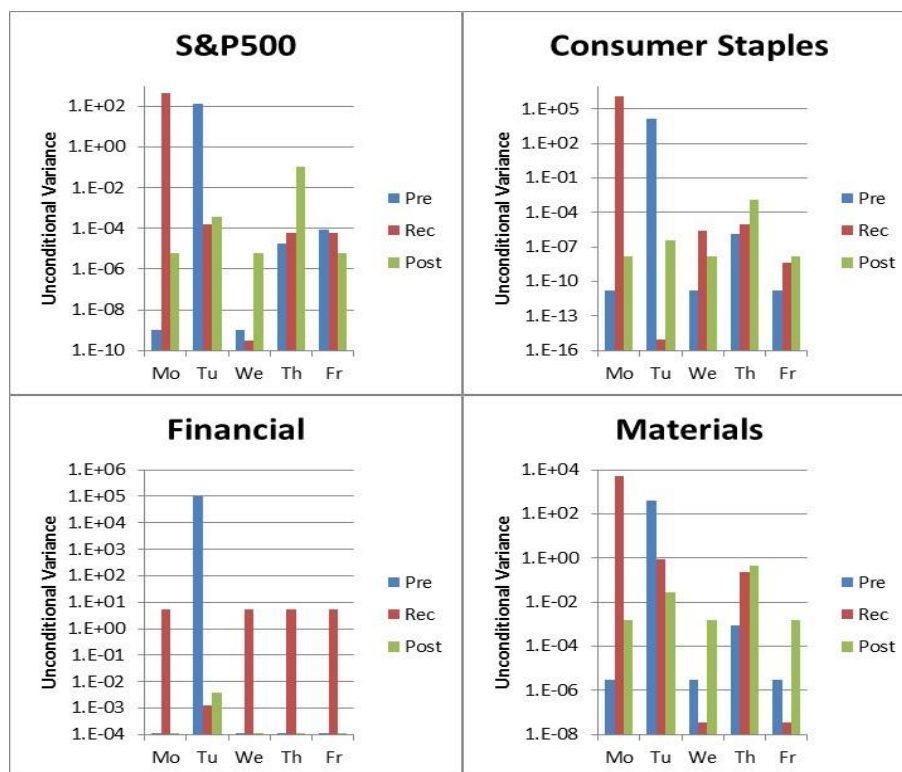 S&P500
Unconditional Variance
1.E+02
1.E+00
1.E-02
1.E-04
1.E-06
1.E-08
1.E-10
Mo Tu We Th Fr
Pre
Rec
Post
Consumer Staples
Unconditional Variance
1.E+05
1.E+02
1.E-01
1.E-04
1.E-07
1.E-10
1.E-13
1.E-16
Mo Tu We Th Fr
Pre
Rec
Post
Financial
Unconditional Variance
1.E+06
1.E+05
1.E+04
1.E+03
1.E+02
1.E+01
1.E+00
1.E-01
1.E-02
1.E-03
1.E-04
Mo Tu We Th Fr
Pre
Rec
Post
Materials
Unconditional Variance
1.E+04
1.E+02
1.E+00
1.E-02
1.E-04
1.E-06
1.E-08
Mo Tu We Th Fr
Pre
Rec
Post